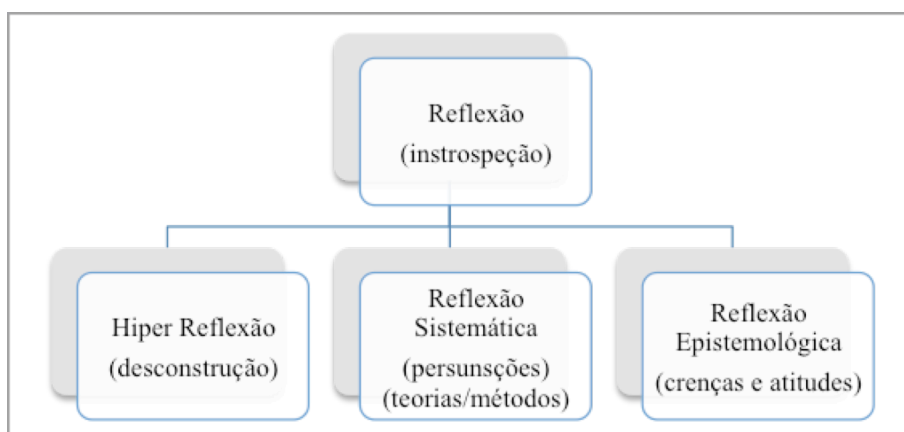 Reflexão
(instrospeção)
Hiper Reflexão
(desconstrução)
Reflexão
Sistemática
(persunsções)
(teorias/métodos)
Reflexão
Epistemológica
(crenças e atitudes)